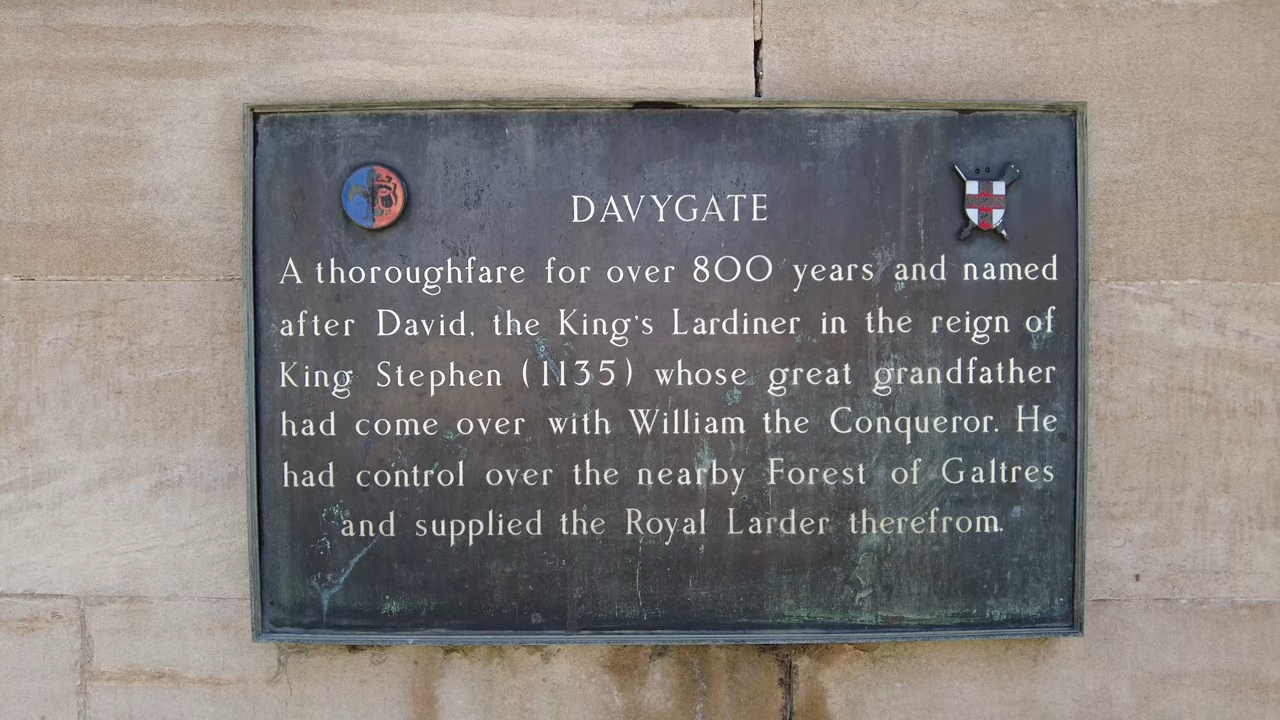 DAVYGATE
A thoroughfare for over 800 years and named
after David, the King's Lardiner in the reign of
King Stephen (1135) whose great grandfather
had come over with William the Conqueror. He
had control over the nearby Forest of Galtres
and supplied the Royal Larder therefrom.